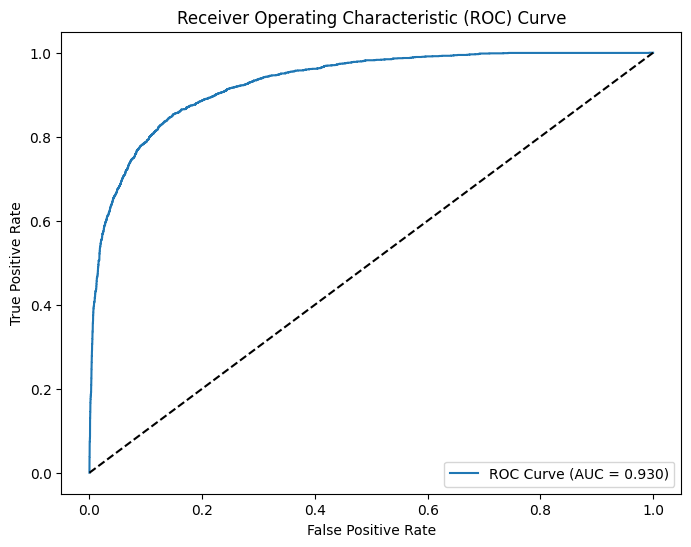 Receiver Operating Characteristic (ROC) Curve
1.0
0.8
0.6
0.4
0.2
0.0
True Positive Rate
ROC Curve (AUC = 0.930)
0.0 0.2 0.4 0.6 0.8 1.0
False Positive Rate